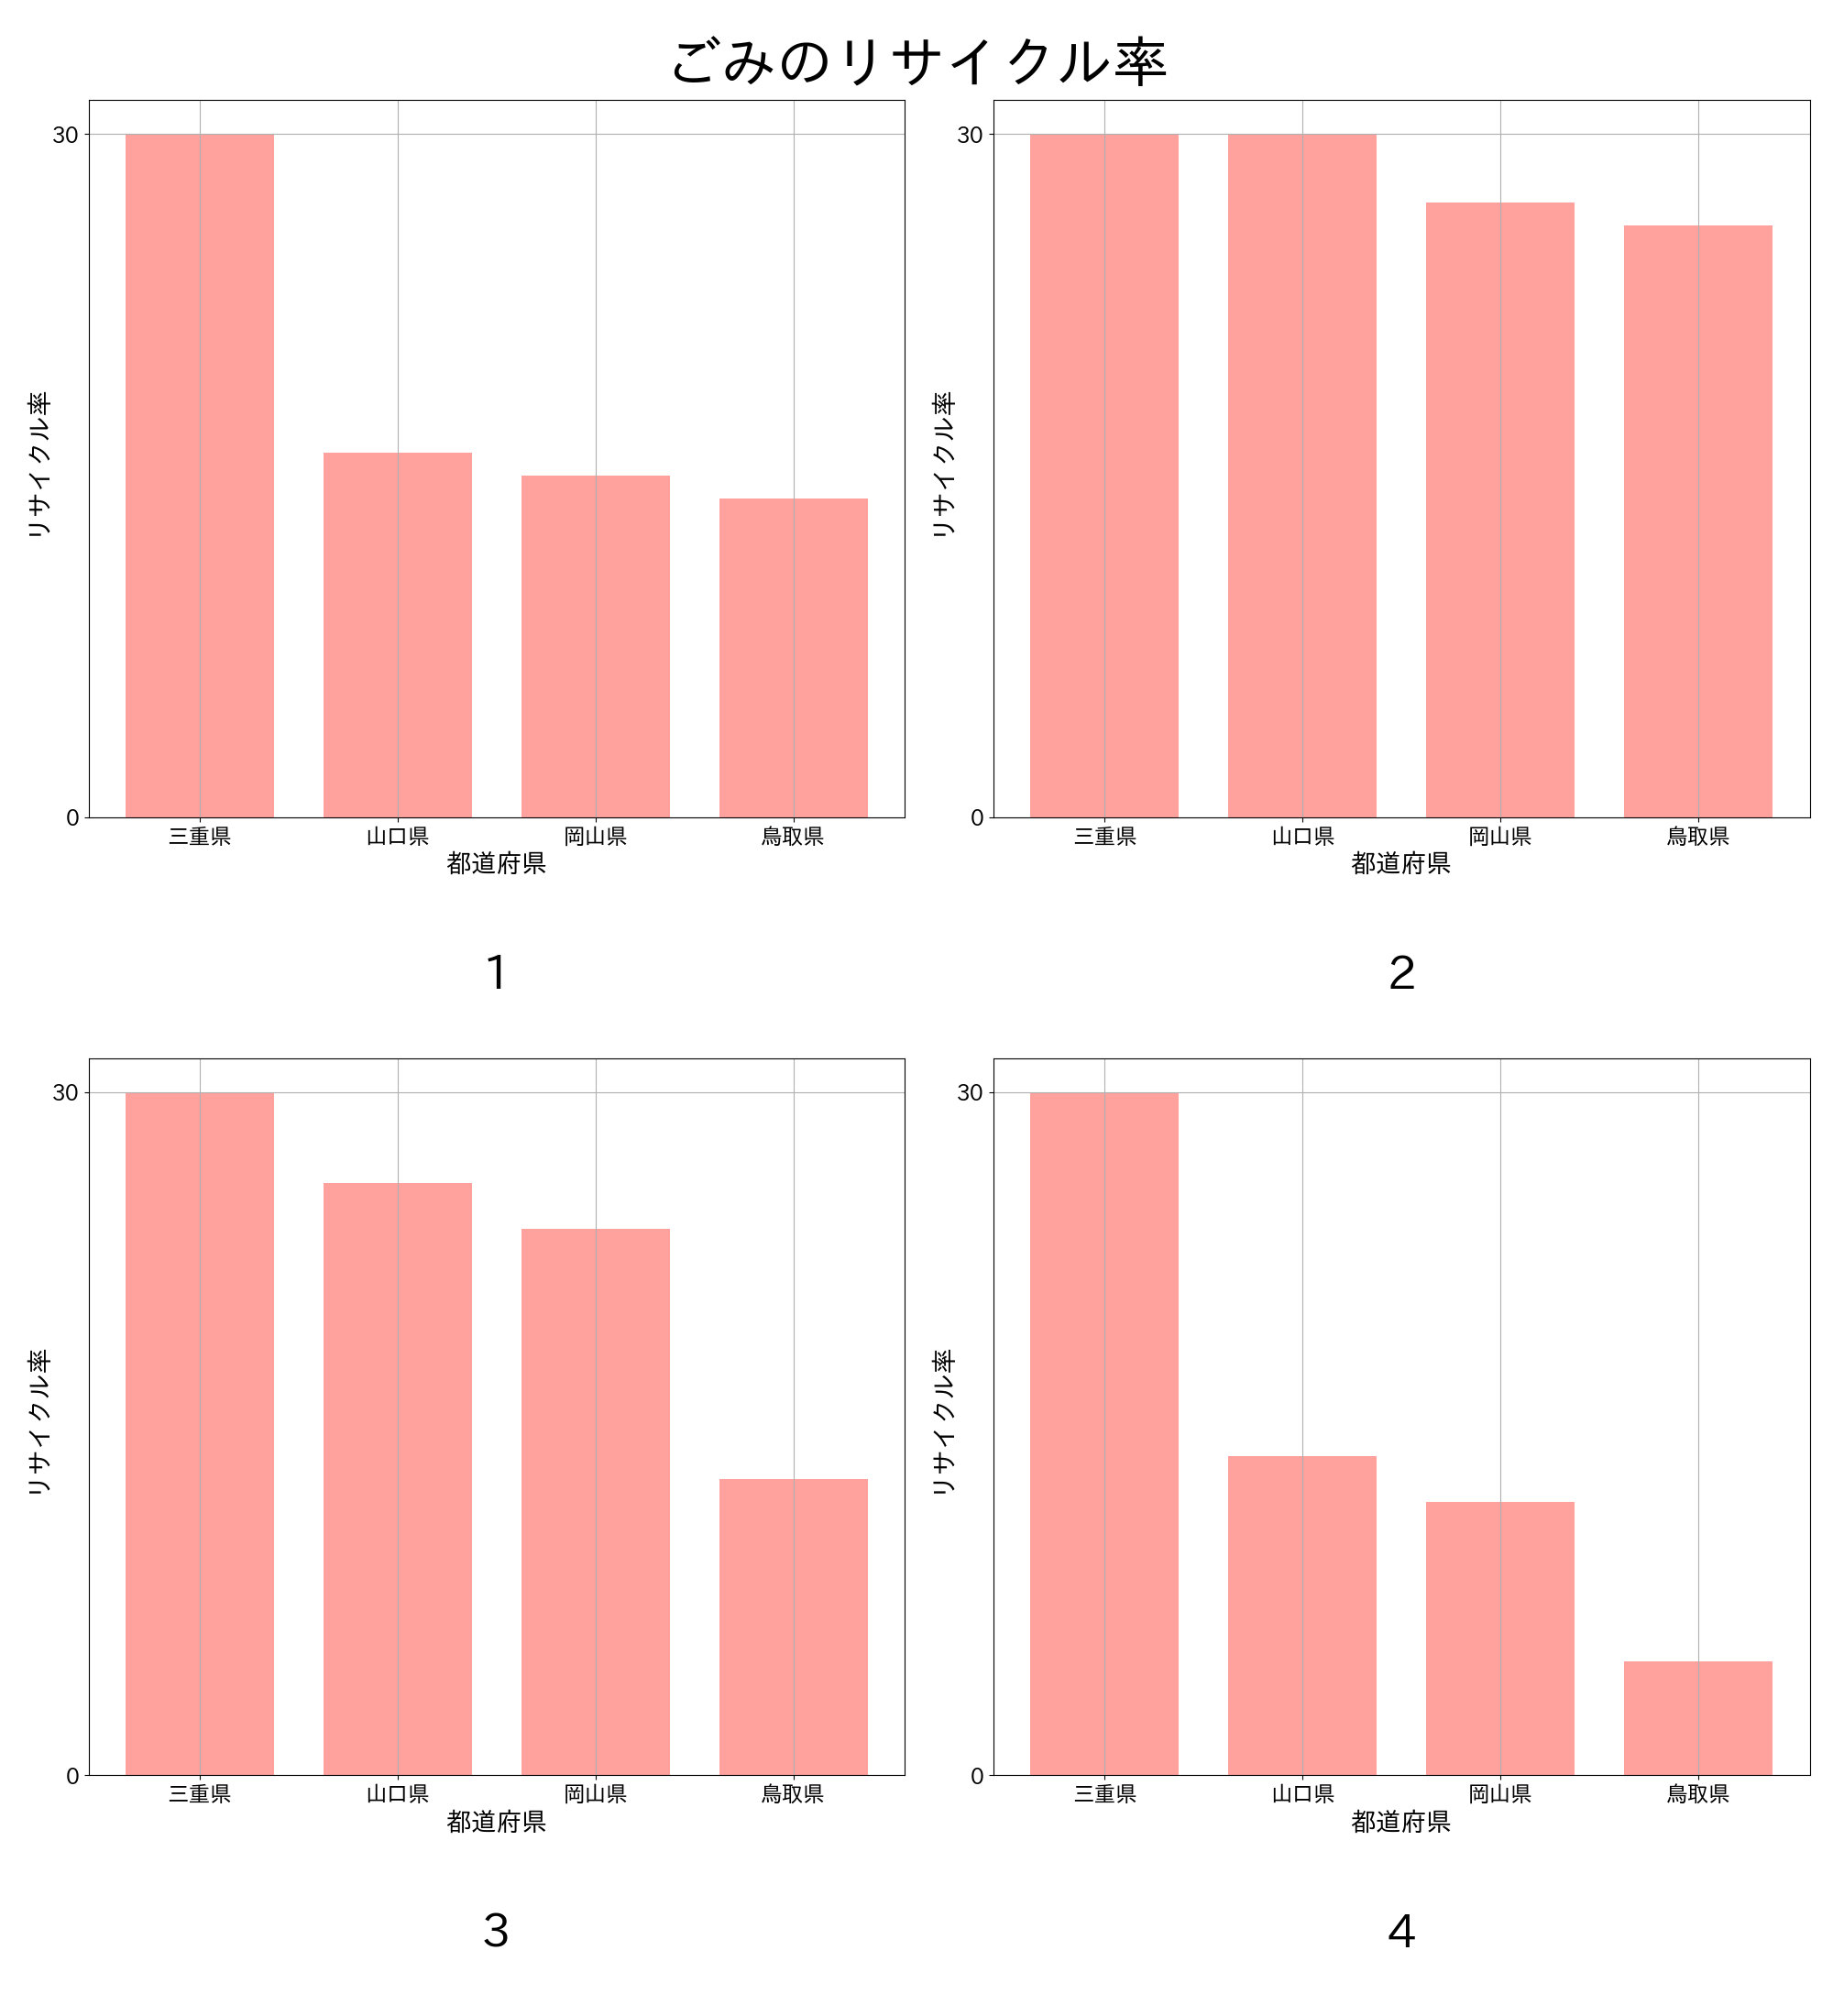 ごみのリサイクル率
30
0
リサイクル率
三重県 山口県 岡山県 鳥取県
都道府県
1
30
0
リサイクル率
三重県 山口県 岡山県 鳥取県
都道府県
2
30
0
リサイクル率
三重県 山口県 岡山県 鳥取県
都道府県
3
30
0
リサイクル率
三重県 山口県 岡山県 鳥取県
都道府県
4